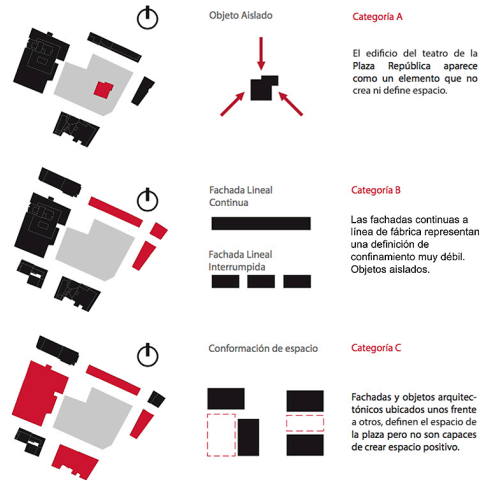 Objeto Aislado
Categoría A
El edificio del teatro de la
Plaza República aparece
como un elemento que no
crea ni define espacio.
Fachada Lineal
Continua
Fachada Lineal
Interrumpida
Categoría B
Las fachadas continuas a
línea de fábrica representan
una definición de
confinamiento muy débil.
Objetos aislados.
Conformación de espacio
Categoría C
Fachadas y objetos arquitec-
tónicos ubicados unos frente
a otros, definen el espacio de
la plaza pero no son capaces
de crear espacio positivo.